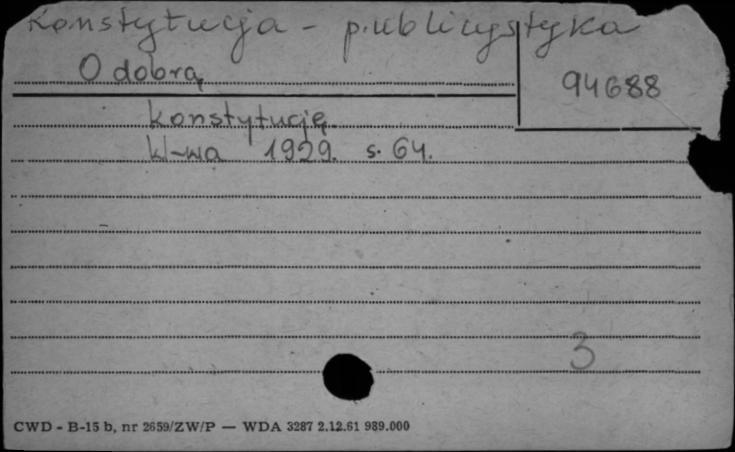 Konstytucja - publicystyka
O dobrą
94688
konstytucję.
W-wa 1929. s. 64.
3
CWD - B-15 b, nr 2659/ZW/P — WDA 3287 2.12.61 989.000